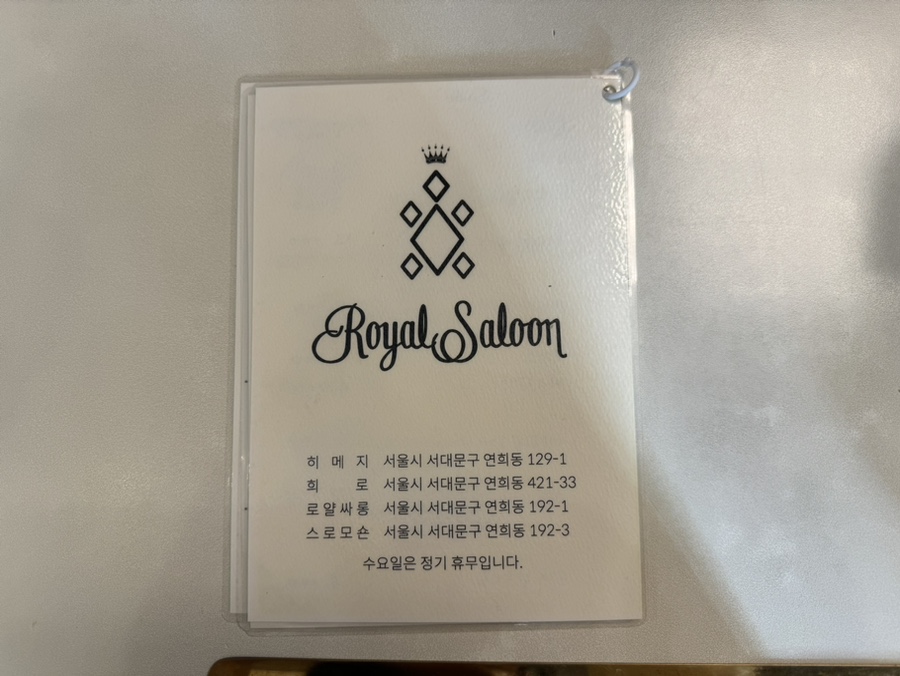 Royal Saloon
히메지 서울시 서대문구 연희동 129-1
희로 서울시 서대문구 연희동 421-33
로얄싸롱 서울시 서대문구 연희동 192-1
스로모숀 서울시 서대문구 연희동 192-3
수요일은 정기 휴무입니다.